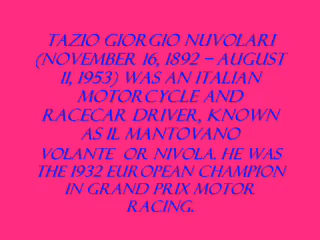 TAZIO GIORGIO NUVOLARI
(NOVEMBER 16, 1892 – AUGUST
11, 1953) WAS AN ITALIAN
MOTORCYCLE AND
RACECAR DRIVER, KNOWN
AS IL MANTOVANO
VOLANTE OR NIVOLA. HE WAS
THE 1932 EUROPEAN CHAMPION
IN GRAND PRIX MOTOR
RACING.